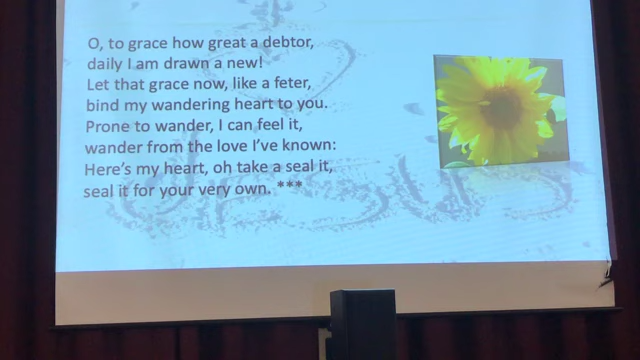 O, to grace how great a debtor,
daily I am drawn a new!
Let that grace now, like a feter,
bind my wandering heart to you.
Prone to wander, I can feel it,
wander from the love I've known:
Here's my heart, oh take a seal it,
seal it for your very own. ***
Jesus